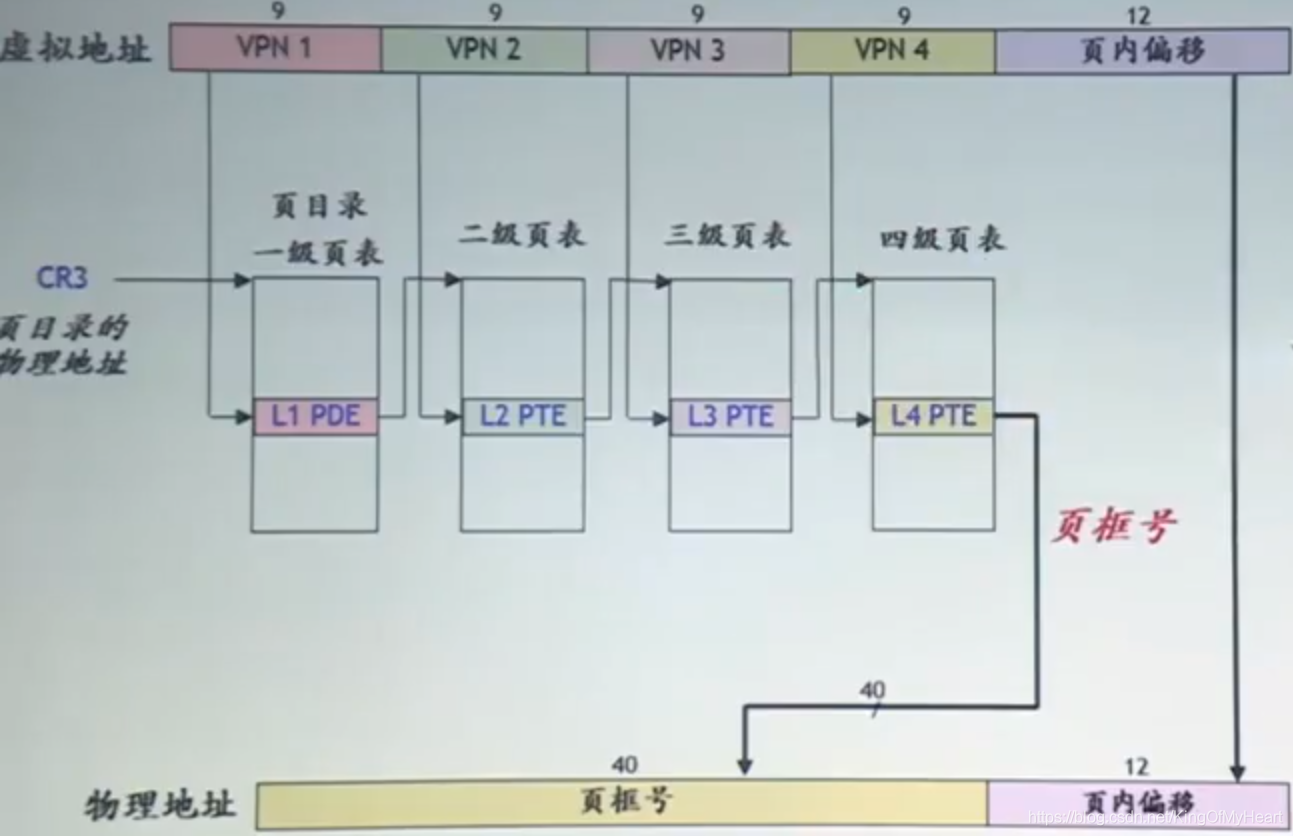 9 9 9 9 12
虚拟地址 VPN 1 VPN 2 VPN 3 VPN 4 页内偏移
页目录
一级页表 二级页表 三级页表 四级页表
CR3
页目录的
物理地址
L1 PDE L2 PTE L3 PTE L4 PTE
页框号
40
40 12
物理地址 页框号 页内偏移
https://blog.csdn.net/KingOfMyHeart